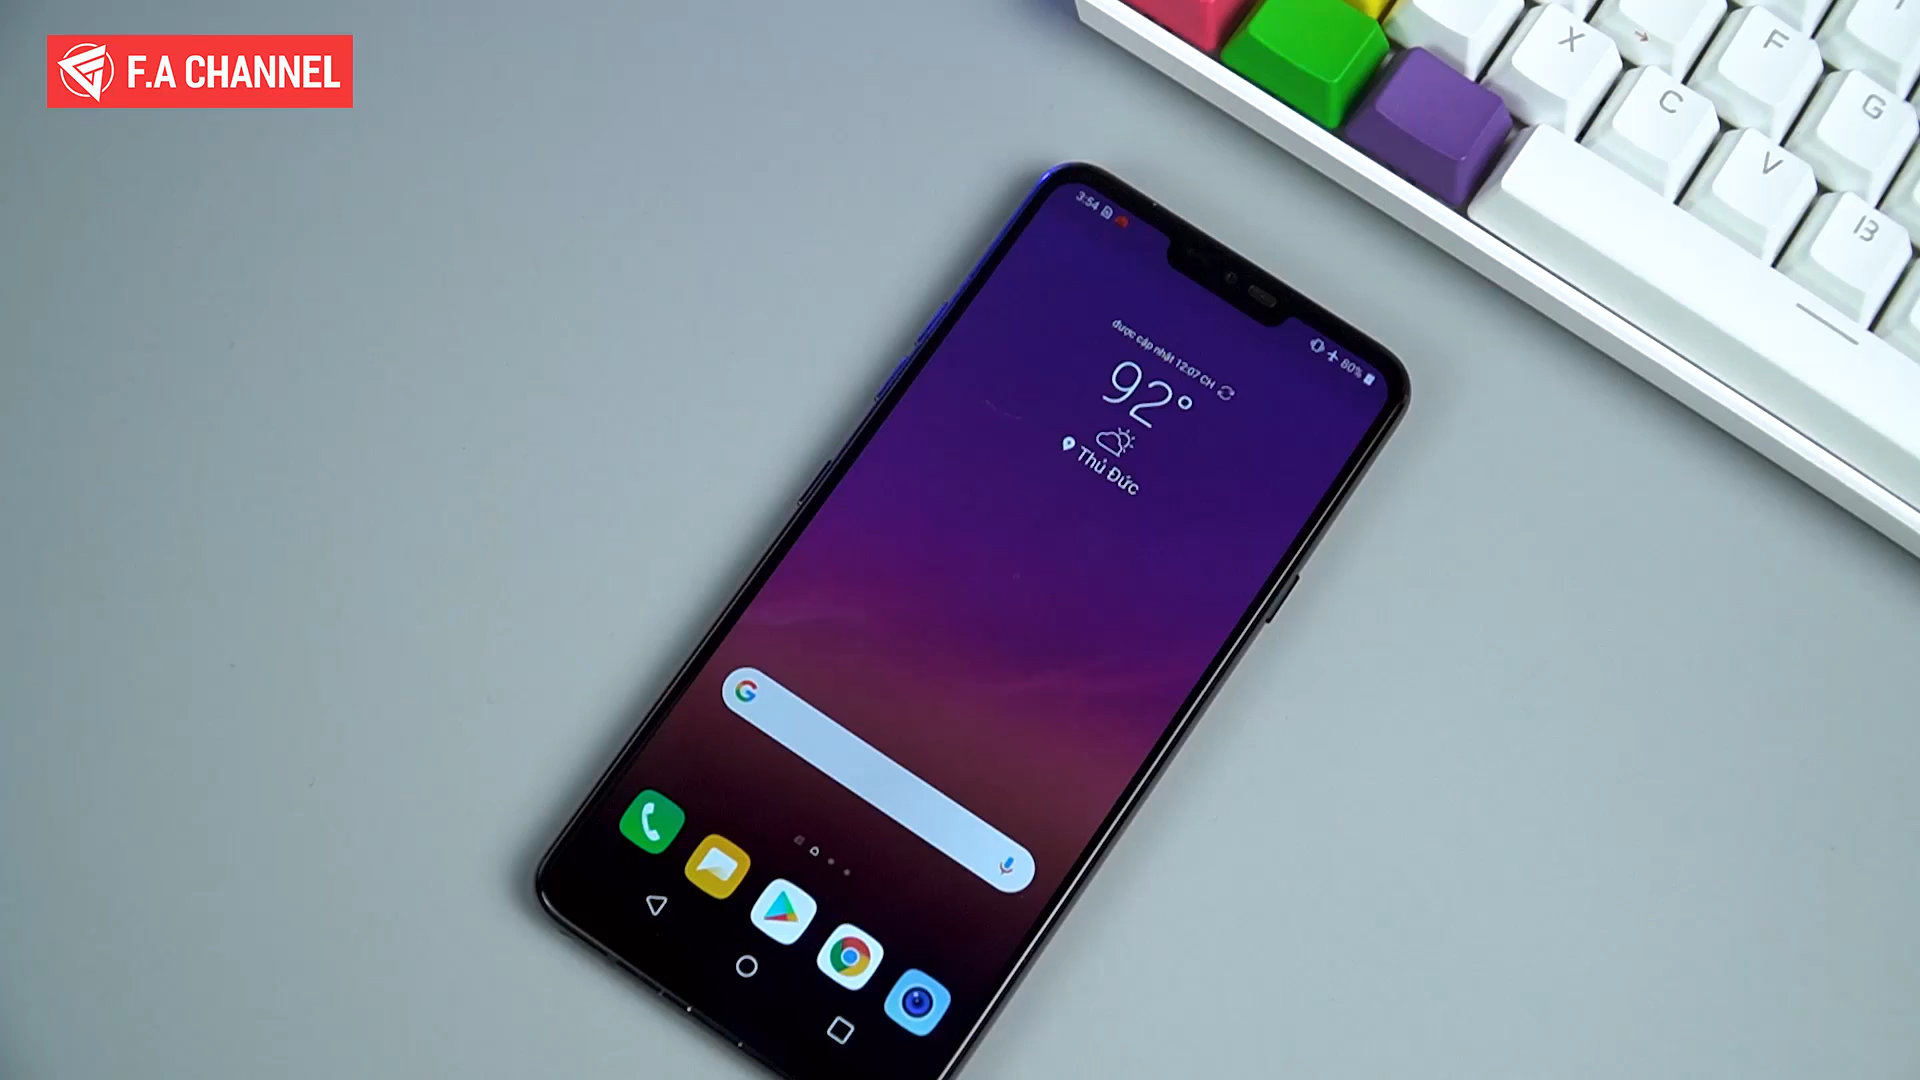 F.A CHANNEL
3:54
80%
được cập nhật 12:07 CH
92°
Thủ Đức
G
X
F
C
G
V
B